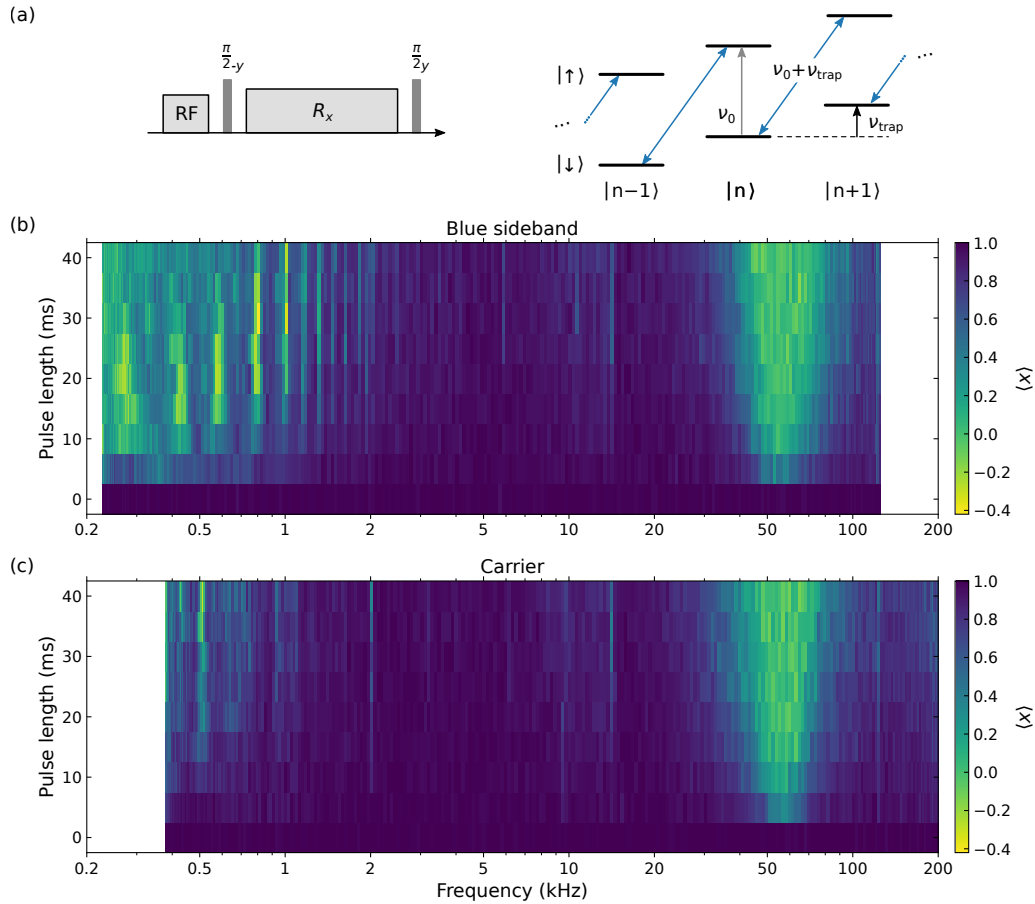 (a)
π/2 -y
π/2 y
RF
Rₓ
|↑⟩
|↓⟩
...
...
ν₀
ν₀+ν_trap
ν_trap
|n−1⟩
|n⟩
|n+1⟩
(b)
Blue sideband
Pulse length (ms)
40
30
20
10
0
0.2
0.5
1
2
5
10
20
50
100
200
1.0
0.8
0.6
0.4
0.2
0.0
−0.2
−0.4
⟨x⟩
(c)
Carrier
Pulse length (ms)
40
30
20
10
0
0.2
0.5
1
2
5
10
20
50
100
200
Frequency (kHz)
1.0
0.8
0.6
0.4
0.2
0.0
−0.2
−0.4
⟨x⟩